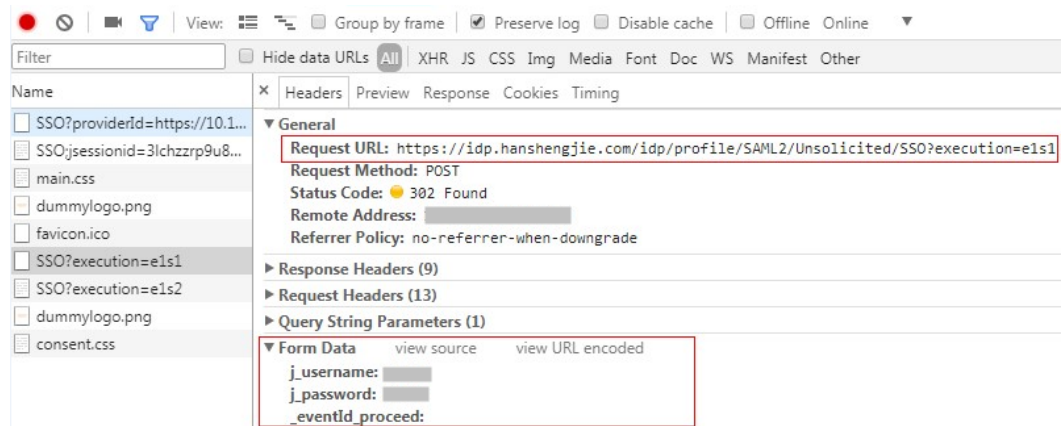 View: Group by frame Preserve log Disable cache Offline Online
Filter Hide data URLs All XHR JS CSS Img Media Font Doc WS Manifest Other
Name
SSO?providerId=https://10.1...
SSO;jsessionid=3lchzzrp9u8...
main.css
dummylogo.png
favicon.ico
SSO?execution=e1s1
SSO?execution=e1s2
dummylogo.png
consent.css
× Headers Preview Response Cookies Timing
▼ General
Request URL: https://idp.hanshengjie.com/idp/profile/SAML2/Unsolicited/SSO?execution=e1s1
Request Method: POST
Status Code: 302 Found
Remote Address:
Referrer Policy: no-referrer-when-downgrade
▶ Response Headers (9)
▶ Request Headers (13)
▶ Query String Parameters (1)
▼ Form Data view source view URL encoded
j_username:
j_password:
_eventId_proceed: